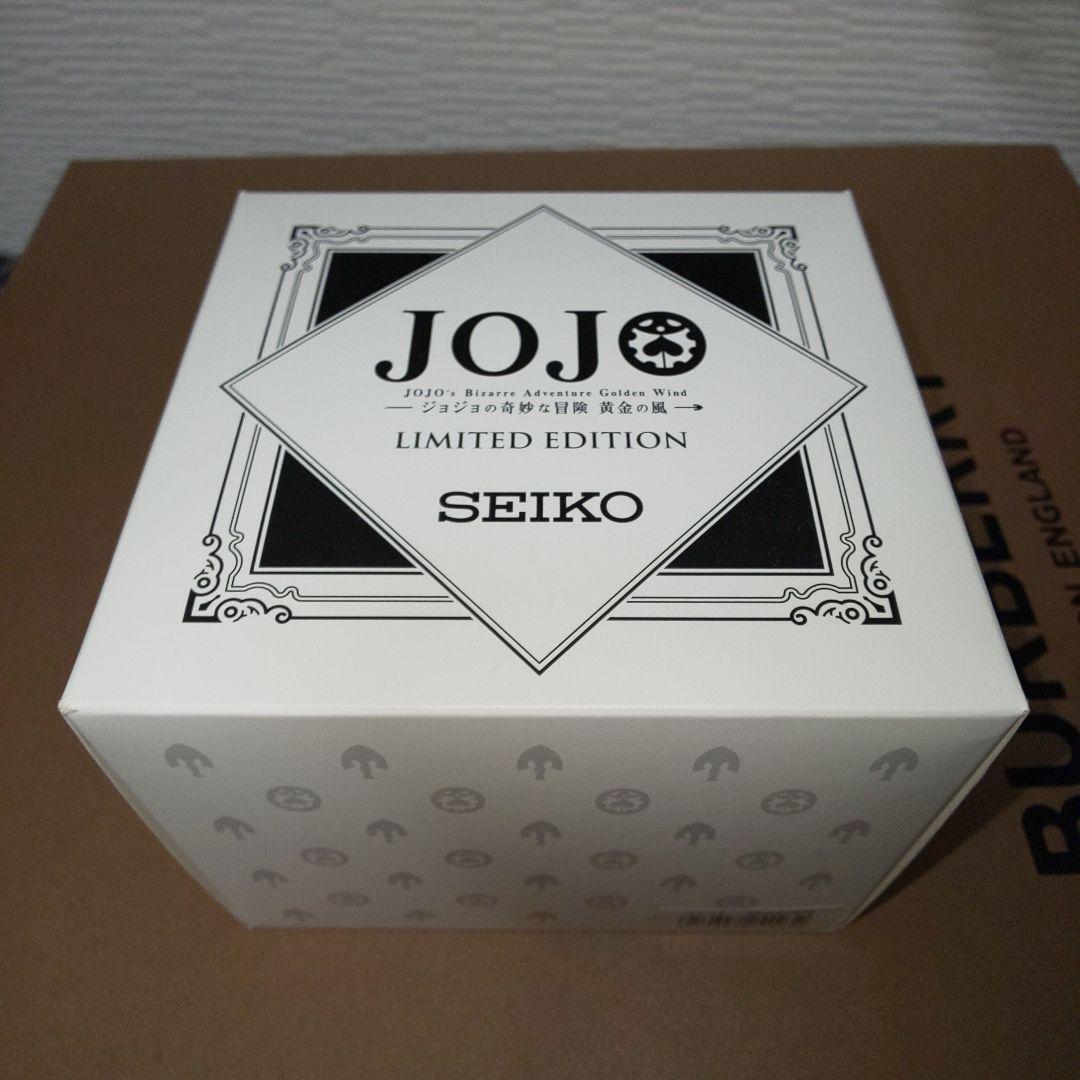 JOJO
JOJO's Bizarre Adventure Golden Wind
ジョジョの奇妙な冒険 黄金の風
LIMITED EDITION
SEIKO
BURBERRY
ENGLAND